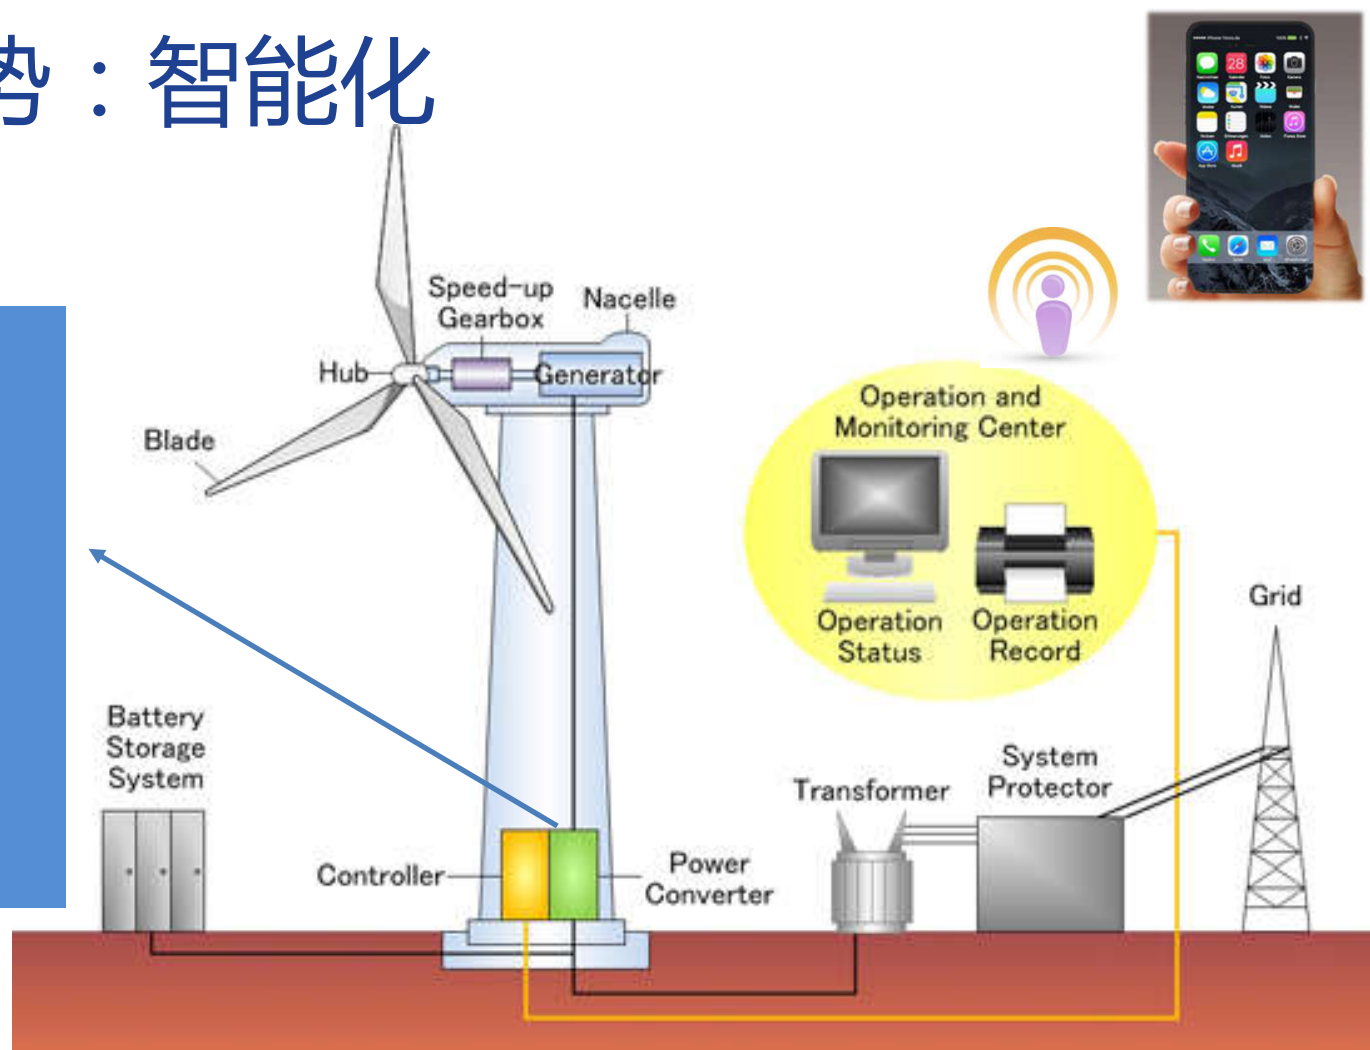 势：智能化
28
Speed-up
Gearbox
Nacelle
Hub
Generator
Blade
Operation and
Monitoring Center
Operation
Status
Operation
Record
Grid
Battery
Storage
System
System
Protector
Transformer
Controller
Power
Converter